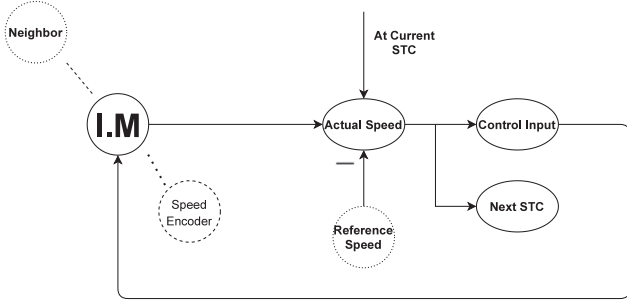 Neighbor
At Current
STC
I.M
Actual Speed
Control Input
Speed
Encoder
Next STC
Reference
Speed